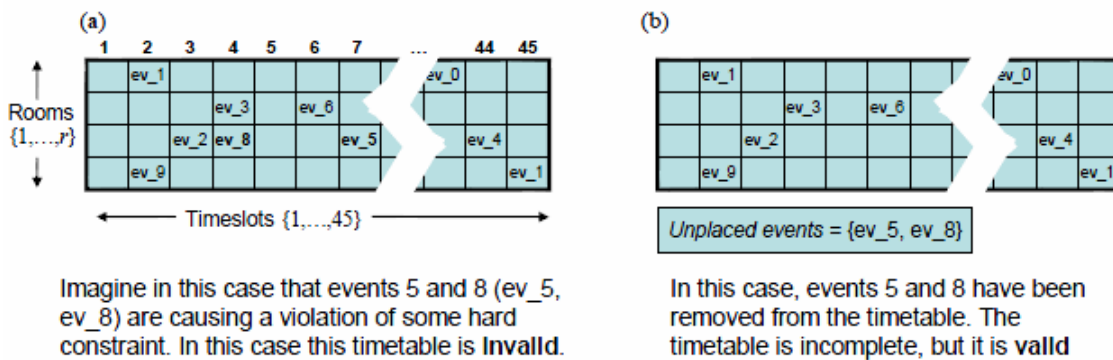 (a)
1 2 3 4 5 6 7 ... 44 45
ev_1 ev_0
ev_3 ev_6
ev_2 ev_8 ev_5 ev_4
ev_9 ev_1
Rooms
{1,…,r}
Timeslots {1,…,45}
Imagine in this case that events 5 and 8 (ev_5,
ev_8) are causing a violation of some hard
constraint. In this case this timetable is Invalid.
(b)
ev_1 ev_0
ev_3 ev_6
ev_2 ev_4
ev_9 ev_1
Unplaced events = {ev_5, ev_8}
In this case, events 5 and 8 have been
removed from the timetable. The
timetable is incomplete, but it is valid